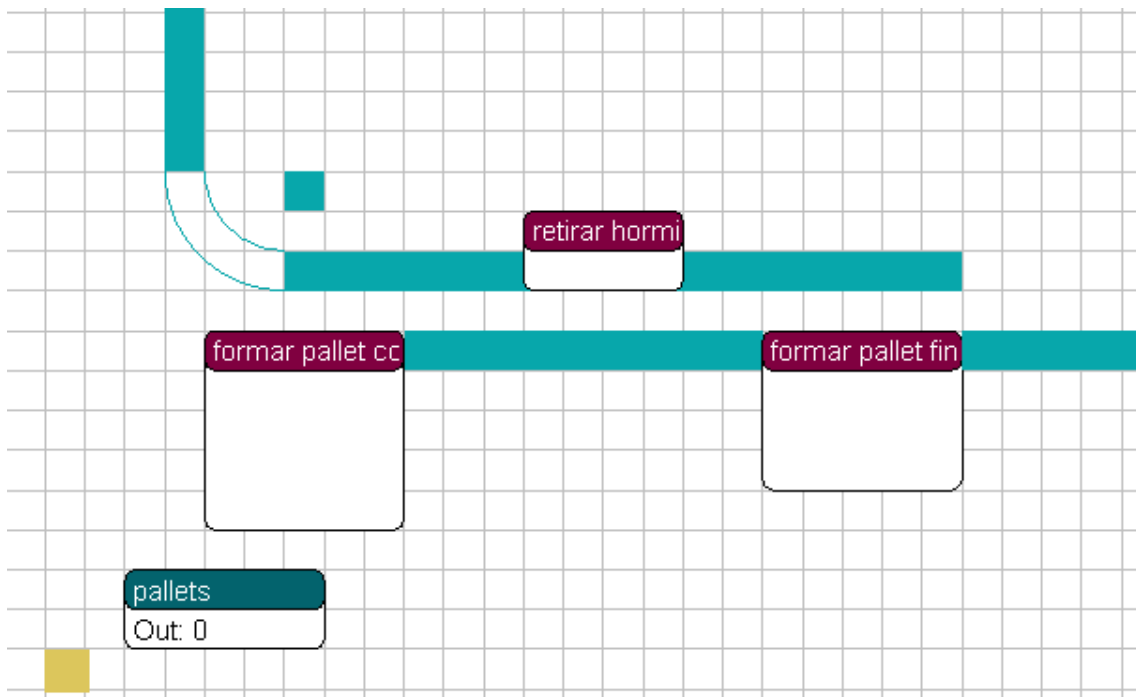 retirar hormi
formar pallet cc
formar pallet fin
pallets
Out: 0